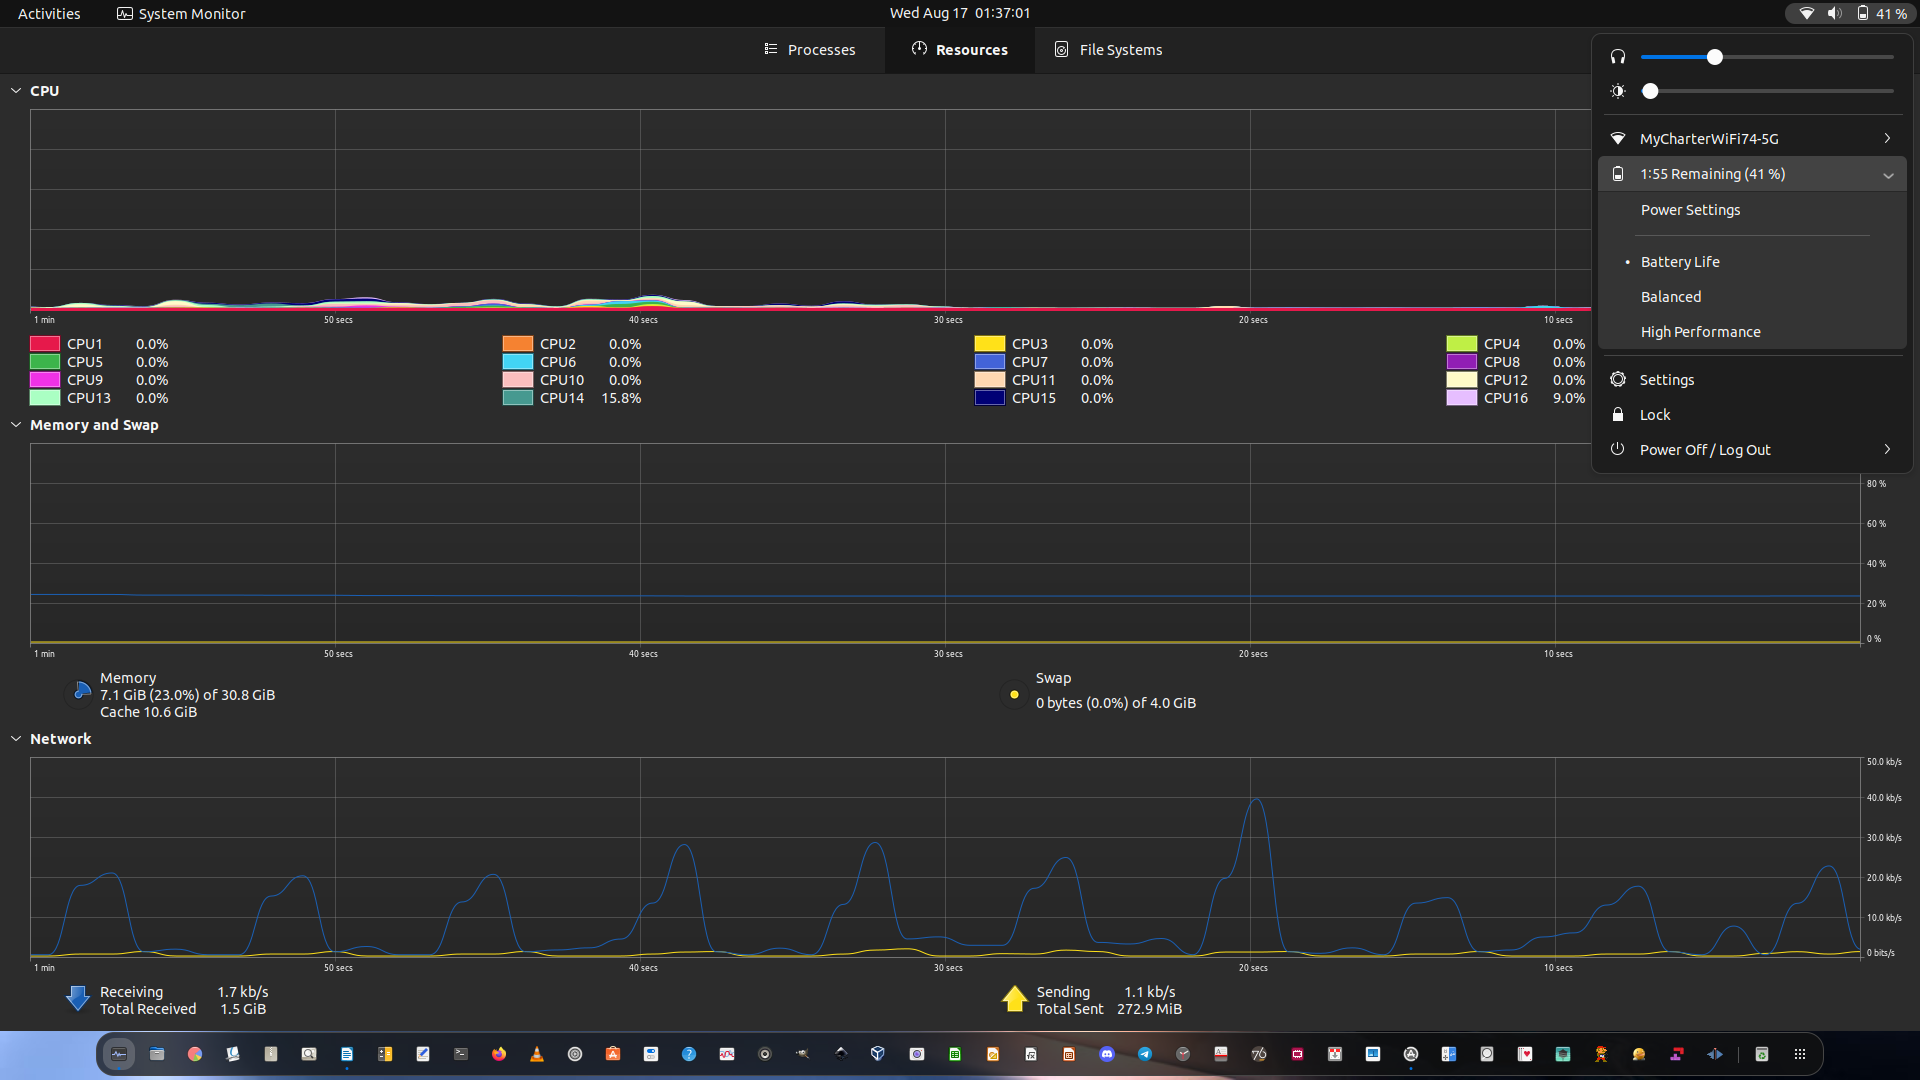 Activities System Monitor Wed Aug 17 01:37:01 41 %
Processes Resources File Systems
CPU
1 min 50 secs 40 secs 30 secs 20 secs 10 secs
CPU1 0.0% CPU2 0.0% CPU3 0.0% CPU4 0.0%
CPU5 0.0% CPU6 0.0% CPU7 0.0% CPU8 0.0%
CPU9 0.0% CPU10 0.0% CPU11 0.0% CPU12 0.0%
CPU13 0.0% CPU14 15.8% CPU15 0.0% CPU16 9.0%
MyCharterWiFi74-5G
1:55 Remaining (41 %)
Power Settings
• Battery Life
Balanced
High Performance
Settings
Lock
Power Off / Log Out
Memory and Swap
80 %
60 %
40 %
20 %
0 %
1 min 50 secs 40 secs 30 secs 20 secs 10 secs
Memory
7.1 GiB (23.0%) of 30.8 GiB
Cache 10.6 GiB
Swap
0 bytes (0.0%) of 4.0 GiB
Network
50.0 kb/s
40.0 kb/s
30.0 kb/s
20.0 kb/s
10.0 kb/s
0 bits/s
1 min 50 secs 40 secs 30 secs 20 secs 10 secs
Receiving 1.7 kb/s
Total Received 1.5 GiB
Sending 1.1 kb/s
Total Sent 272.9 MiB
76